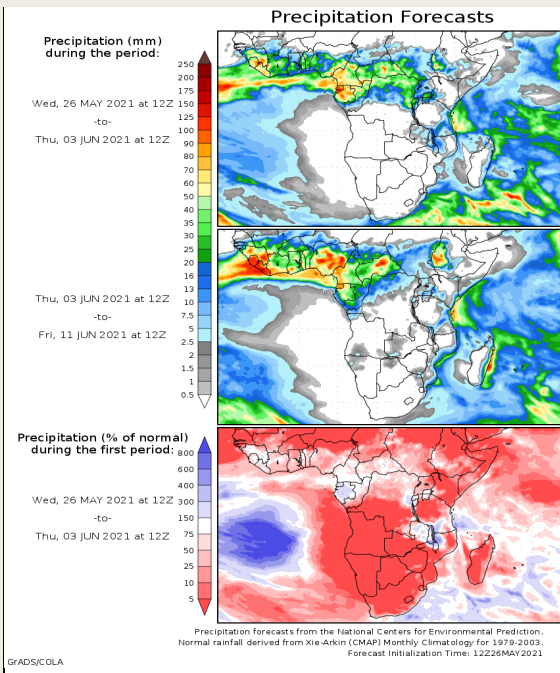 Precipitation Forecasts
Precipitation (mm)
during the period:
Wed, 26 MAY 2021 at 12Z
-to-
Thu, 03 JUN 2021 at 12Z
250
200
175
150
125
100
90
80
70
60
50
40
35
30
25
20
16
13
10
7.5
5
2.5
2
1.5
1
0.5
Thu, 03 JUN 2021 at 12Z
-to-
Fri, 11 JUN 2021 at 12Z
Precipitation (% of normal)
during the first period:
Wed, 26 MAY 2021 at 12Z
-to-
Thu, 03 JUN 2021 at 12Z
800
600
400
300
150
75
50
25
10
5
Precipitation forecasts from the National Centers for Environmental Prediction.
Normal rainfall derived from Xie-Arkin (CMAP) Monthly Climatology for 1979-2003.
Forecast Initialization Time: 12Z26MAY2021
GrADS/COLA